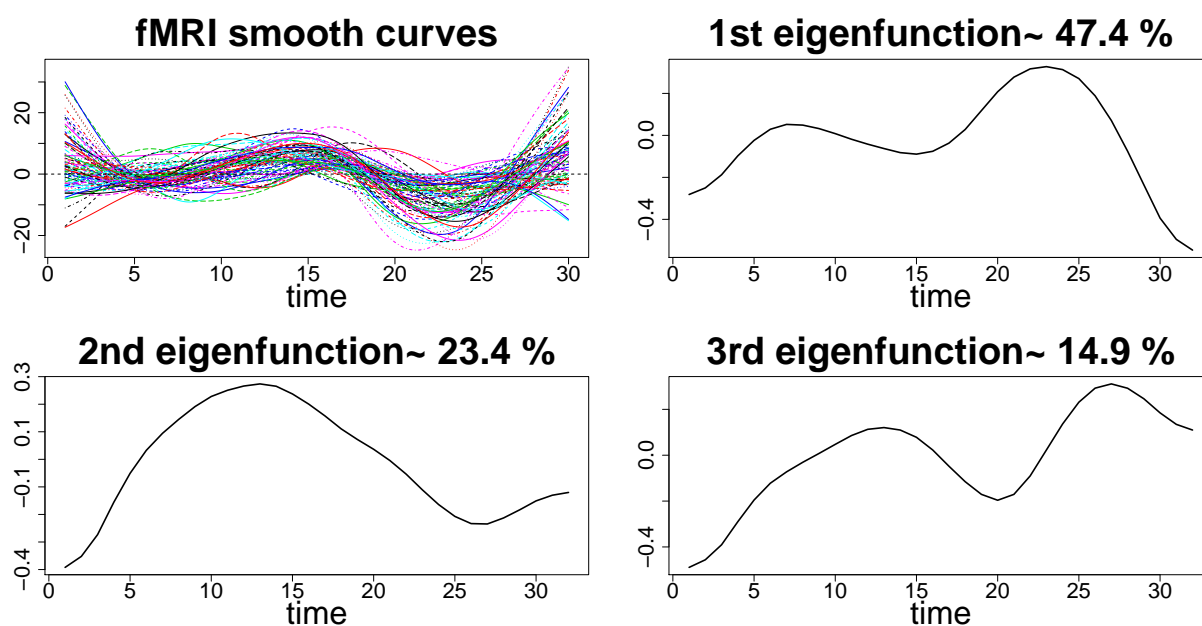 fMRI smooth curves
20
0
−20
0 5 10 15 20 25 30
time
1st eigenfunction~ 47.4 %
0.0
−0.4
0 5 10 15 20 25 30
time
2nd eigenfunction~ 23.4 %
0.3
0.1
−0.1
−0.4
0 5 10 15 20 25 30
time
3rd eigenfunction~ 14.9 %
0.0
−0.4
0 5 10 15 20 25 30
time